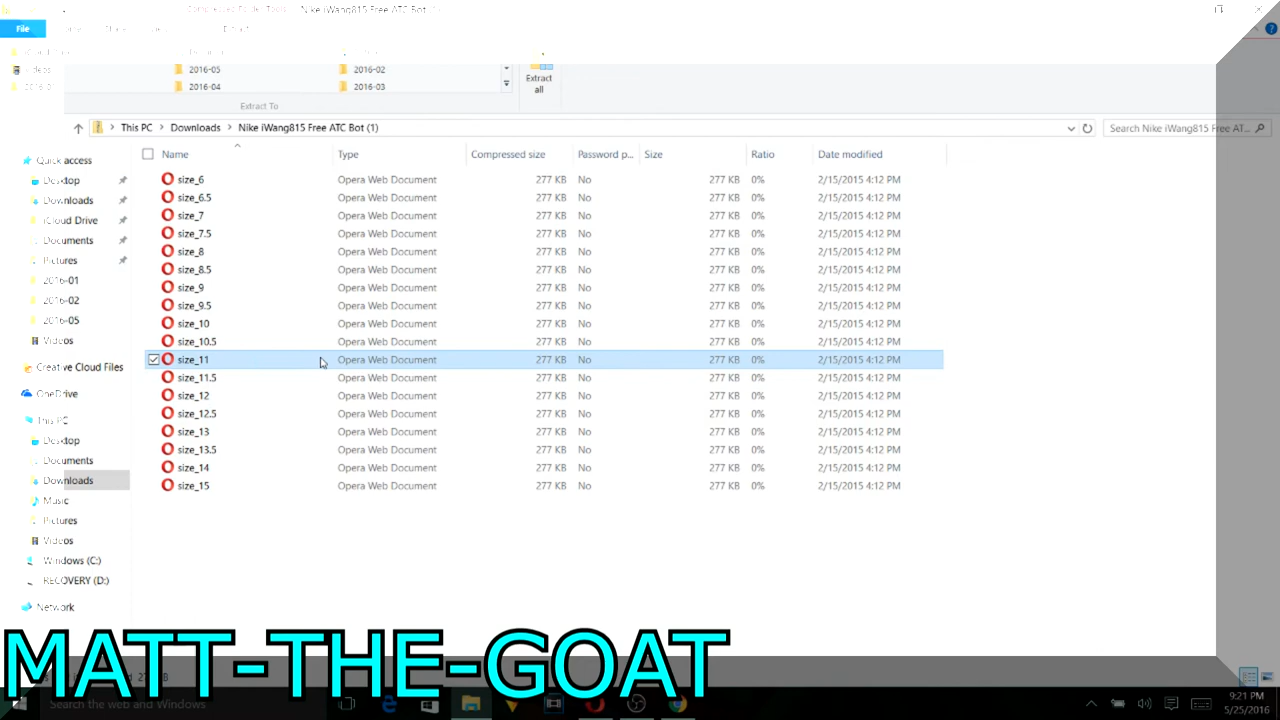 Nike iWang815 Free ATC Bot
File
2016-05 2016-02
2016-04 2016-03
Extract all
Extract To
This PC Downloads Nike iWang815 Free ATC Bot (1) Search Nike iWang815 Free AT...
Name Type Compressed size Password p... Size Ratio Date modified
Quick access
Desktop
Downloads
iCloud Drive
Documents
Pictures
2016-01
2016-02
2016-05
Videos
Creative Cloud Files
OneDrive
This PC
Desktop
Documents
Downloads
Music
Pictures
Videos
Windows (C:)
RECOVERY (D:)
Network
size_6 Opera Web Document 277 KB No 277 KB 0% 2/15/2015 4:12 PM
size_6.5 Opera Web Document 277 KB No 277 KB 0% 2/15/2015 4:12 PM
size_7 Opera Web Document 277 KB No 277 KB 0% 2/15/2015 4:12 PM
size_7.5 Opera Web Document 277 KB No 277 KB 0% 2/15/2015 4:12 PM
size_8 Opera Web Document 277 KB No 277 KB 0% 2/15/2015 4:12 PM
size_8.5 Opera Web Document 277 KB No 277 KB 0% 2/15/2015 4:12 PM
size_9 Opera Web Document 277 KB No 277 KB 0% 2/15/2015 4:12 PM
size_9.5 Opera Web Document 277 KB No 277 KB 0% 2/15/2015 4:12 PM
size_10 Opera Web Document 277 KB No 277 KB 0% 2/15/2015 4:12 PM
size_10.5 Opera Web Document 277 KB No 277 KB 0% 2/15/2015 4:12 PM
size_11 Opera Web Document 277 KB No 277 KB 0% 2/15/2015 4:12 PM
size_11.5 Opera Web Document 277 KB No 277 KB 0% 2/15/2015 4:12 PM
size_12 Opera Web Document 277 KB No 277 KB 0% 2/15/2015 4:12 PM
size_12.5 Opera Web Document 277 KB No 277 KB 0% 2/15/2015 4:12 PM
size_13 Opera Web Document 277 KB No 277 KB 0% 2/15/2015 4:12 PM
size_13.5 Opera Web Document 277 KB No 277 KB 0% 2/15/2015 4:12 PM
size_14 Opera Web Document 277 KB No 277 KB 0% 2/15/2015 4:12 PM
size_15 Opera Web Document 277 KB No 277 KB 0% 2/15/2015 4:12 PM
MATT-THE-GOAT
Search the web and Windows
9:21 PM
5/25/2016